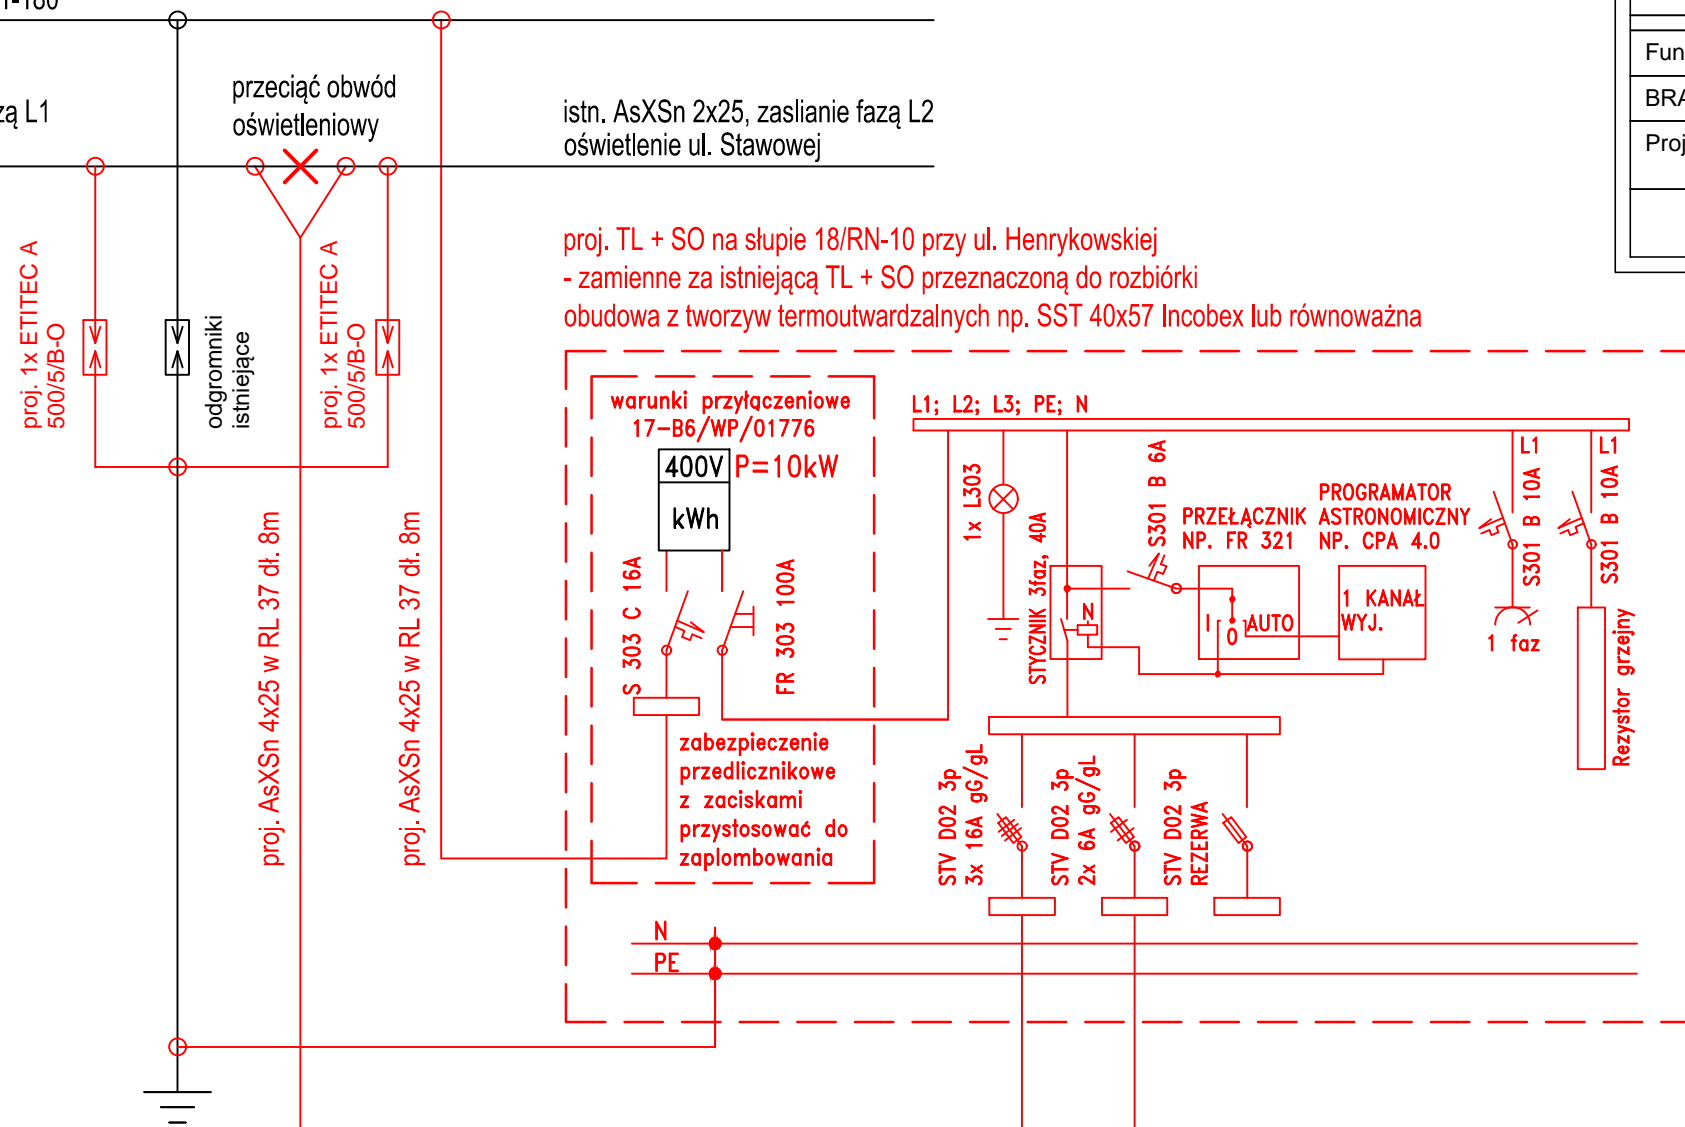 zą L1
przeciąć obwód
oświetleniowy
istn. AsXSn 2x25, zaslianie fazą L2
oświetlenie ul. Stawowej
Fun
BRA
Proj
proj. TL + SO na słupie 18/RN-10 przy ul. Henrykowskiej
- zamienne za istniejącą TL + SO przeznaczoną do rozbiórki
obudowa z tworzyw termoutwardzalnych np. SST 40x57 Incobex lub równoważna
proj. 1x ETITEC A
500/5/B-O
odgromniki
istniejące
proj. 1x ETITEC A
500/5/B-O
proj. AsXSn 4x25 w RL 37 dł. 8m
proj. AsXSn 4x25 w RL 37 dł. 8m
warunki przyłączeniowe
17-B6/WP/01776
400V
P=10kW
kWh
S 303 C 16A
FR 303 100A
zabezpieczenie
przedlicznikowe
z zaciskami
przystosować do
zaplombowania
L1; L2; L3; PE; N
1x L303
STYCZNIK 3faz, 40A
N
S301 B 6A
PRZEŁĄCZNIK
NP. FR 321
I
0
AUTO
PROGRAMATOR
ASTRONOMICZNY
NP. CPA 4.0
1 KANAŁ
WYJ.
L1
S301 B 10A
1 faz
L1
S301 B 10A
Rezystor grzejny
STV D02 3p
3x 16A gG/gL
STV D02 3p
2x 6A gG/gL
STV D02 3p
REZERWA
N
PE